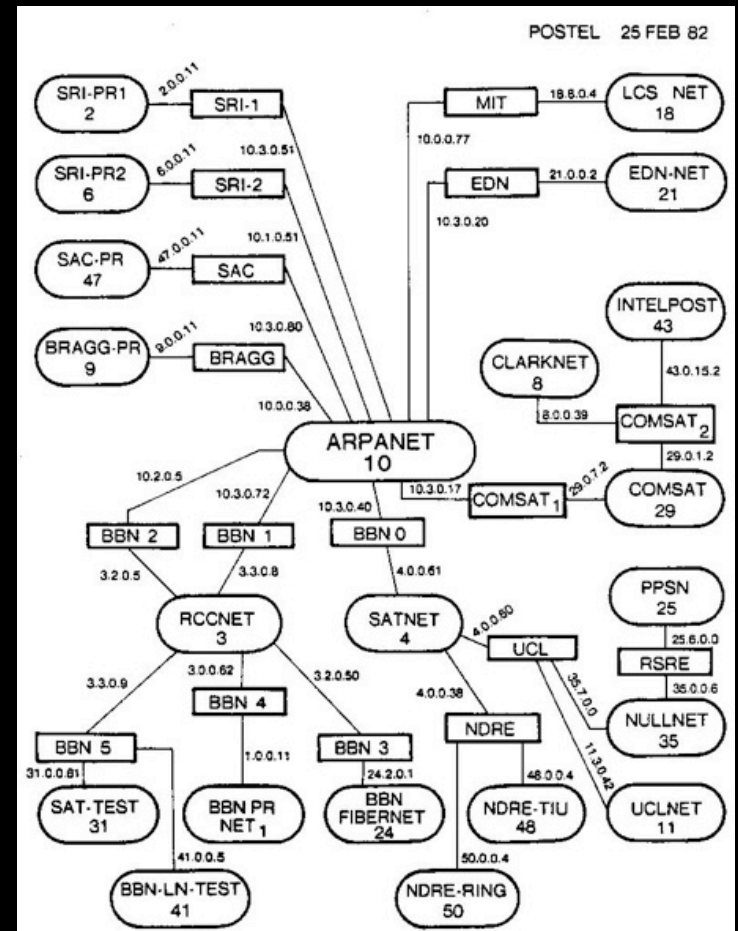 POSTEL 25 FEB 82
SRI-PR1
2
2.0.0.11
SRI-1
10.3.0.51
MIT
10.0.0.77
18.8.0.4
LCS NET
18
SRI-PR2
6
6.0.0.11
SRI-2
10.1.0.51
EDN
10.3.0.20
21.0.0.2
EDN-NET
21
SAC-PR
47
47.0.0.11
SAC
10.3.0.80
BRAGG-PR
9
9.0.0.11
BRAGG
10.0.0.38
INTELPOST
43
43.0.15.2
CLARKNET
8
8.0.0.39
COMSAT2
29.0.1.2
ARPANET
10
10.3.0.17
COMSAT1
29.0.7.2
COMSAT
29
10.2.0.5
BBN 2
3.2.0.5
10.3.0.72
BBN 1
3.3.0.8
10.3.0.40
BBN 0
4.0.0.61
RCCNET
3
SATNET
4
4.0.0.60
UCL
PPSN
25
25.6.0.0
RSRE
35.0.0.6
35.7.0.0
NULLNET
35
11.3.0.42
UCLNET
11
3.3.0.9
BBN 5
3.0.0.62
BBN 4
3.2.0.50
BBN 3
4.0.0.38
NDRE
31.0.0.81
SAT-TEST
31
1.0.0.11
BBN PR
NET1
24.2.0.1
BBN
FIBERNET
24
48.0.0.4
NDRE-TIU
48
41.0.0.5
BBN-LN-TEST
41
50.0.0.4
NDRE-RING
50